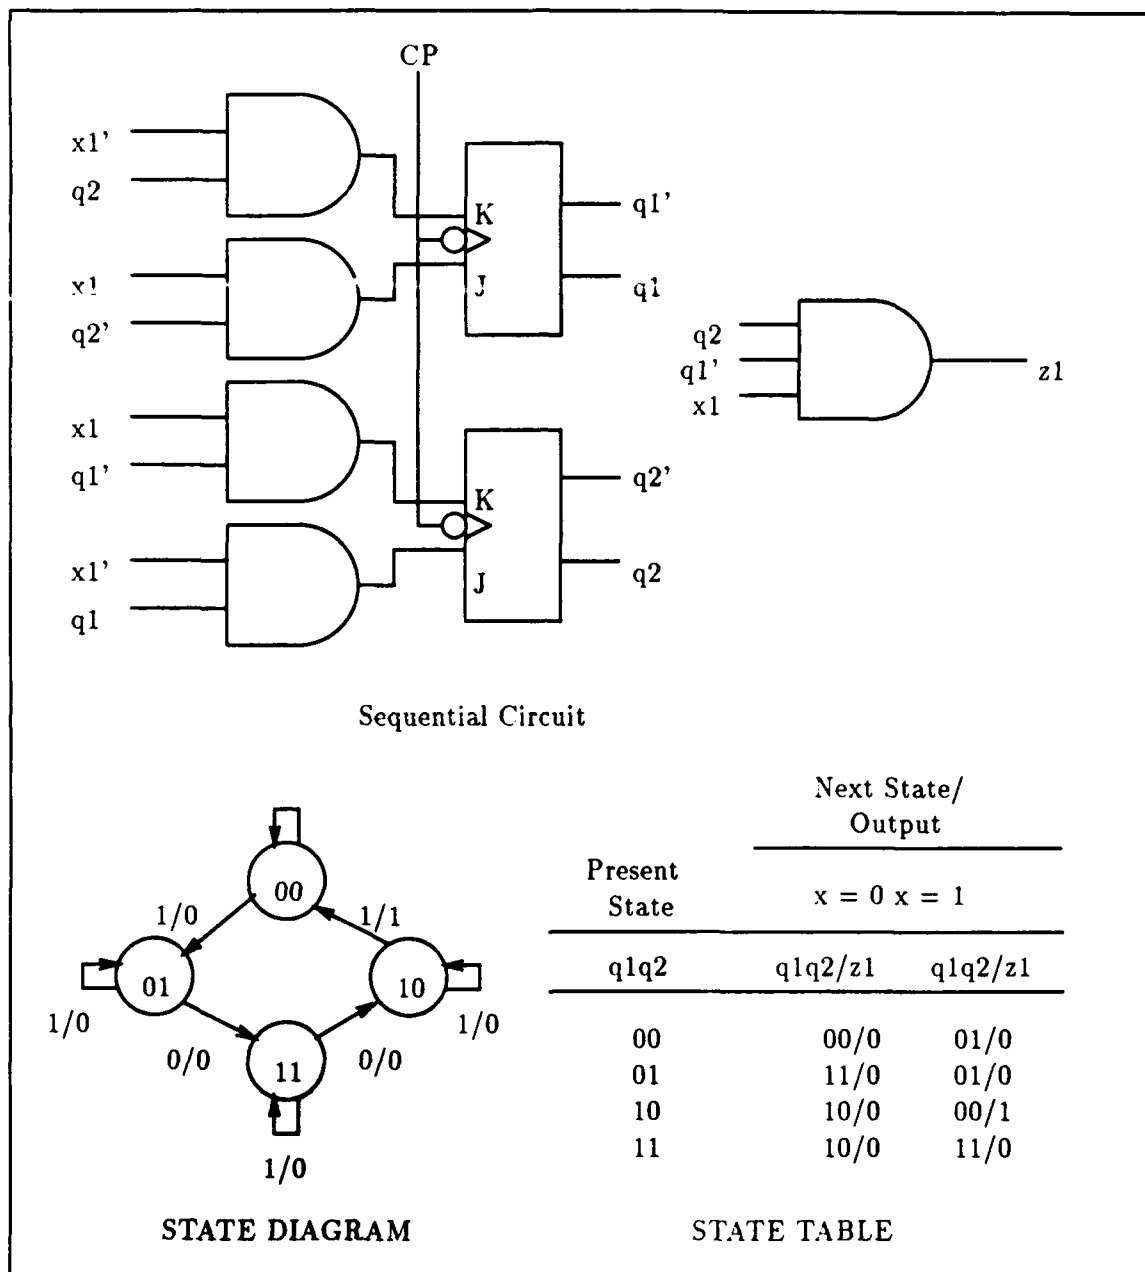 CP
x1'
q2
K
q1'
x1
q2'
J
q1
q2
q1'
x1
z1
x1
q1'
K
q2'
x1'
q1
J
q2
Sequential Circuit
00
1/0
1/1
01
10
1/0
1/0
0/0
11
0/0
1/0
STATE DIAGRAM
Next State/
Output
Present
State
x = 0 x = 1
q1q2 q1q2/z1 q1q2/z1
00 00/0 01/0
01 11/0 01/0
10 10/0 00/1
11 10/0 11/0
STATE TABLE